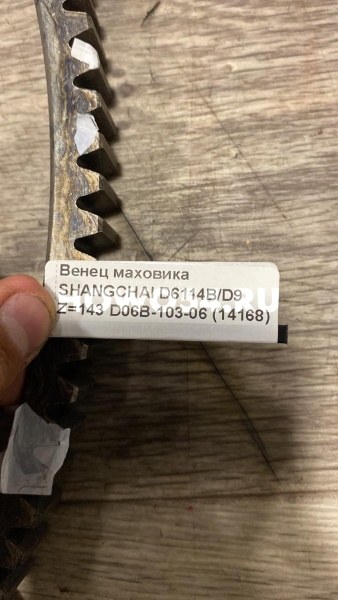 Венец маховика
SHANGCHAI D6114B/D9
Z=143 D06B-103-06 (14168)